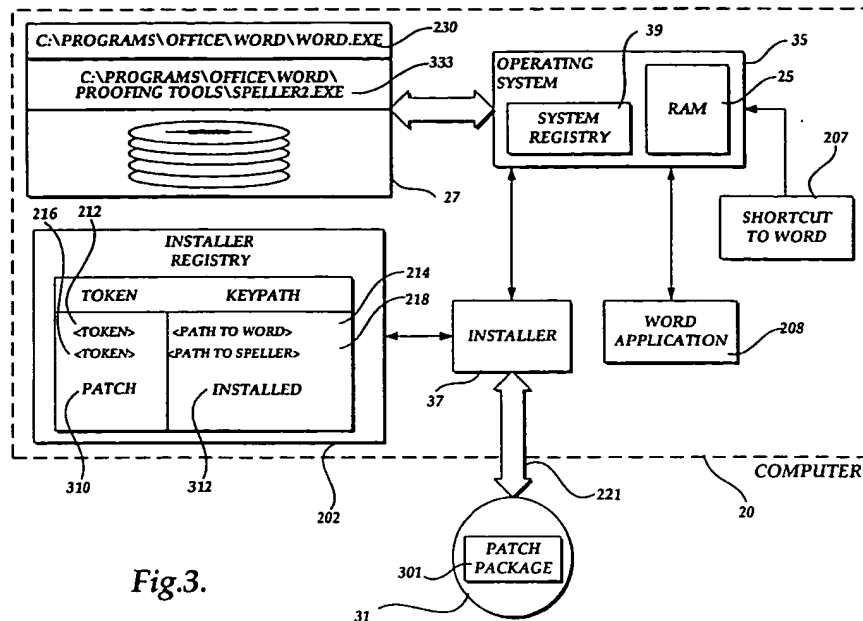 C:\PROGRAMS\OFFICE\WORD\WORD.EXE
230
C:\PROGRAMS\OFFICE\WORD\
PROOFING TOOLS\SPELLER2.EXE
333
27
39
35
OPERATING
SYSTEM
25
SYSTEM
REGISTRY
RAM
207
SHORTCUT
TO WORD
212
216
INSTALLER
REGISTRY
214
218
TOKEN KEYPATH
<TOKEN> <PATH TO WORD>
<TOKEN> <PATH TO SPELLER>
PATCH INSTALLED
310
312
202
INSTALLER
37
WORD
APPLICATION
208
221
COMPUTER
20
PATCH
PACKAGE
301
31
Fig.3.